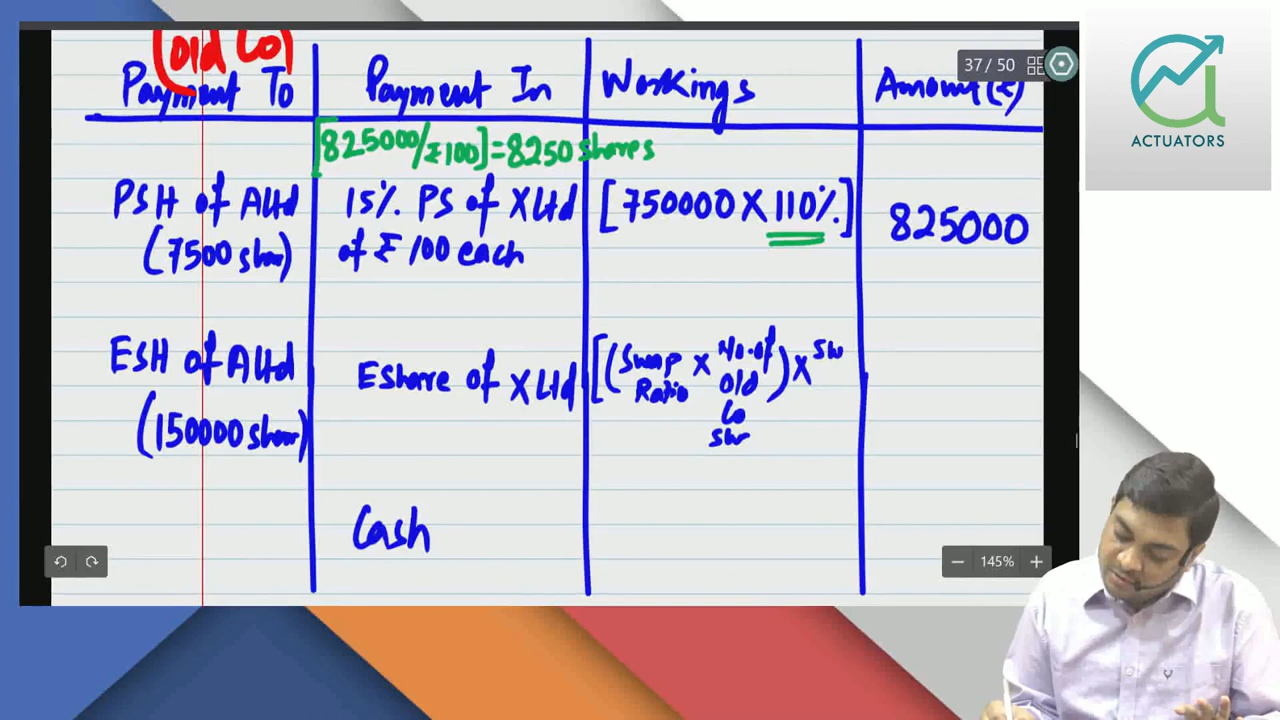 (Old Co)
37 / 50
Payment To Payment In Workings Amount (₹)
ACTUATORS
[825000/₹100] = 8250 shares
PSH of A Ltd 15% PS of X Ltd [750000 X 110%] 825000
(7500 shar) of ₹ 100 each
ESH of A Ltd EShare of X Ltd [(Swap Ratio X No. of Old Co shr) X Sh
(150000 shar)
Cash
145%